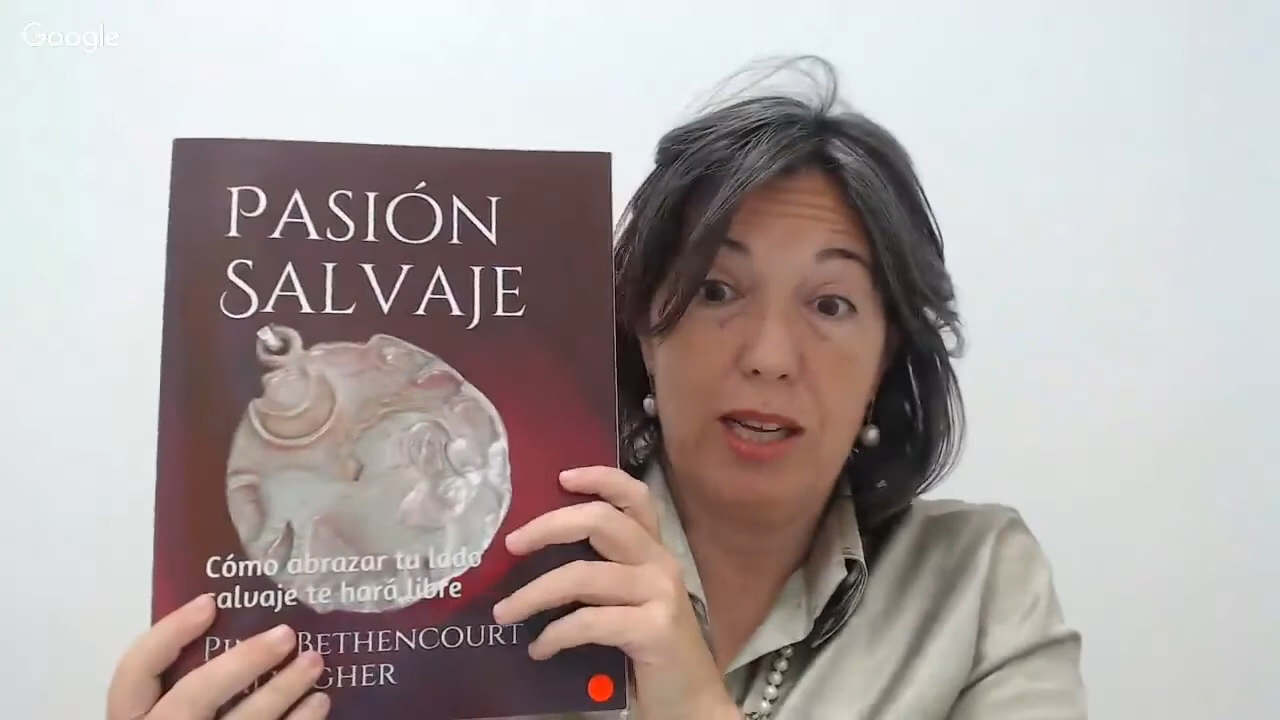 Google
PASIÓN
SALVAJE
Cómo abrazar tu lado
salvaje te hará libre
BETHENCOURT